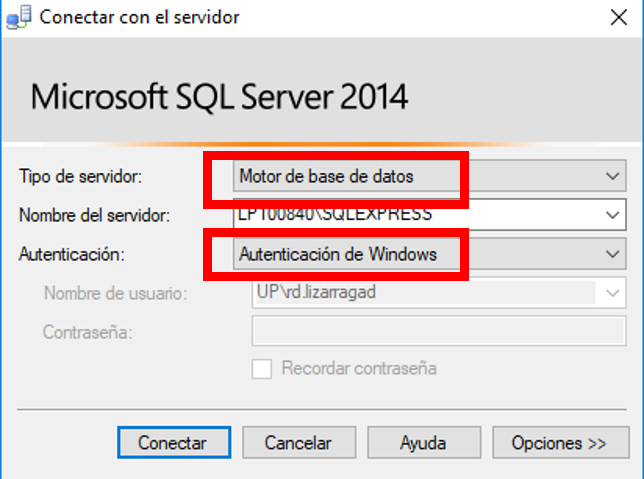 Conectar con el servidor
Microsoft SQL Server 2014
Tipo de servidor: Motor de base de datos
Nombre del servidor: LP100840\SQLEXPRESS
Autenticación: Autenticación de Windows
Nombre de usuario: UP\rd.lizarragad
Contraseña:
Recordar contraseña
Conectar Cancelar Ayuda Opciones >>